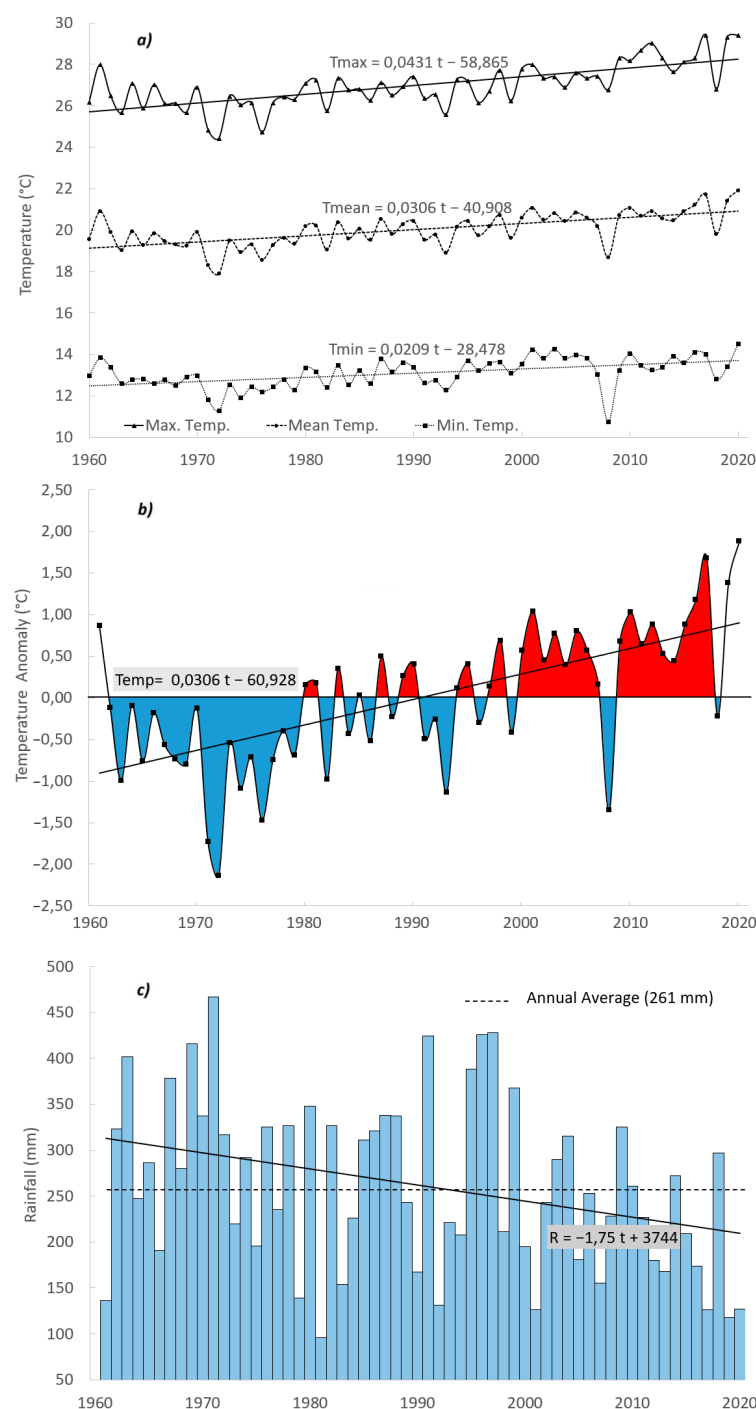 a)
Tmax = 0,0431 t − 58,865
Tmean = 0,0306 t − 40,908
Tmin = 0,0209 t − 28,478
Temperature (°C)
30
28
26
24
22
20
18
16
14
12
10
Max. Temp. Mean Temp. Min. Temp.
1960 1970 1980 1990 2000 2010 2020
b)
Temperature Anomaly (°C)
2,50
2,00
1,50
1,00
0,50
0,00
−0,50
−1,00
−1,50
−2,00
−2,50
Temp= 0,0306 t − 60,928
1960 1970 1980 1990 2000 2010 2020
c)
Annual Average (261 mm)
Rainfall (mm)
500
450
400
350
300
250
200
150
100
50
R = −1,75 t + 3744
1960 1970 1980 1990 2000 2010 2020